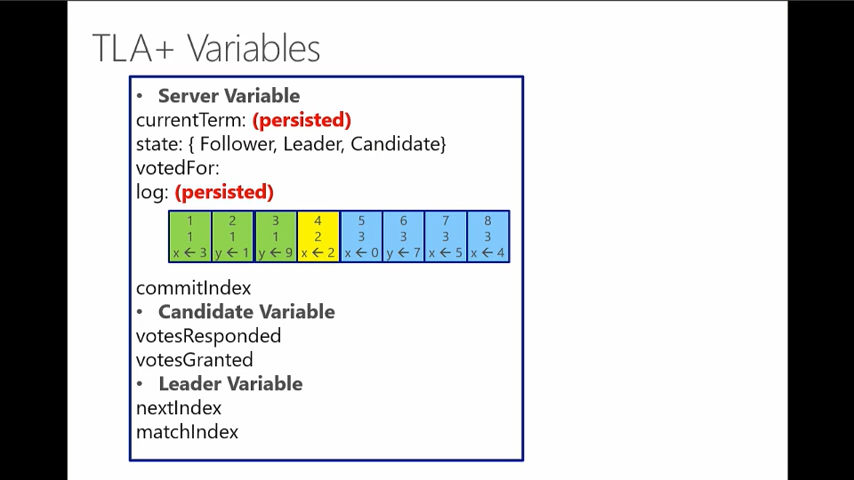 TLA+ Variables
• Server Variable
currentTerm: (persisted)
state: { Follower, Leader, Candidate}
votedFor:
log: (persisted)
1 2 3 4 5 6 7 8
1 1 1 2 3 3 3 3
x ← 3 y ← 1 y ← 9 x ← 2 x ← 0 y ← 7 x ← 5 x ← 4
commitIndex
• Candidate Variable
votesResponded
votesGranted
• Leader Variable
nextIndex
matchIndex